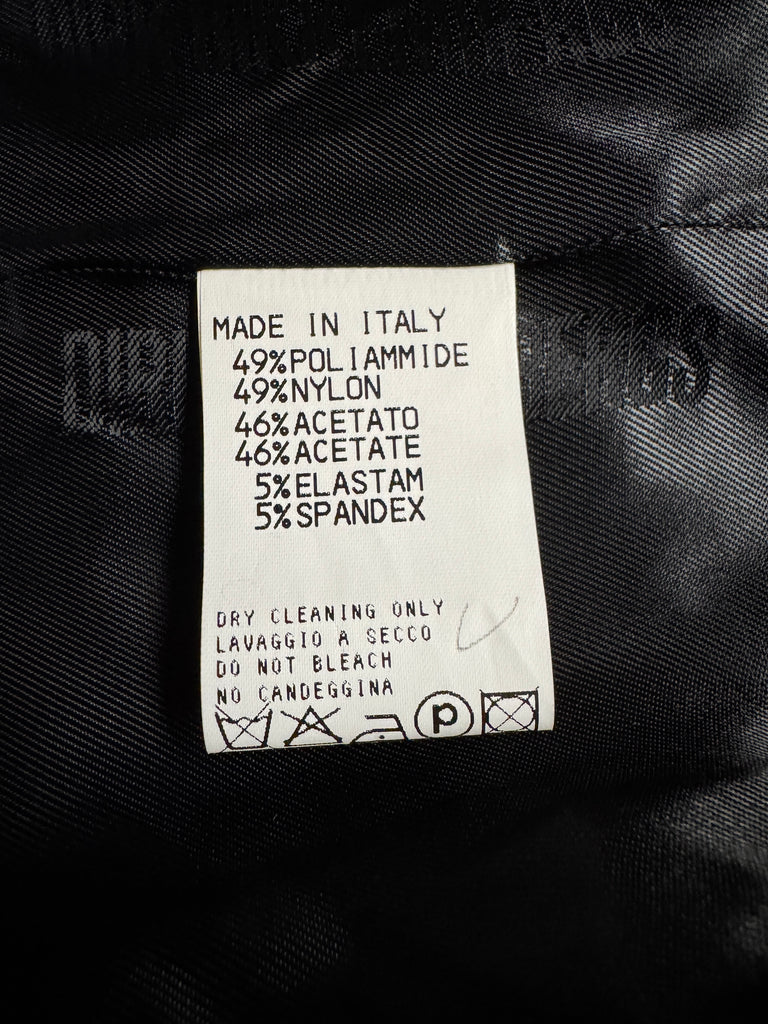 MADE IN ITALY
49%POLIAMMIDE
49%NYLON
46%ACETATO
46%ACETATE
5%ELASTAM
5%SPANDEX
DRY CLEANING ONLY
LAVAGGIO A SECCO
DO NOT BLEACH
NO CANDEGGINA
P